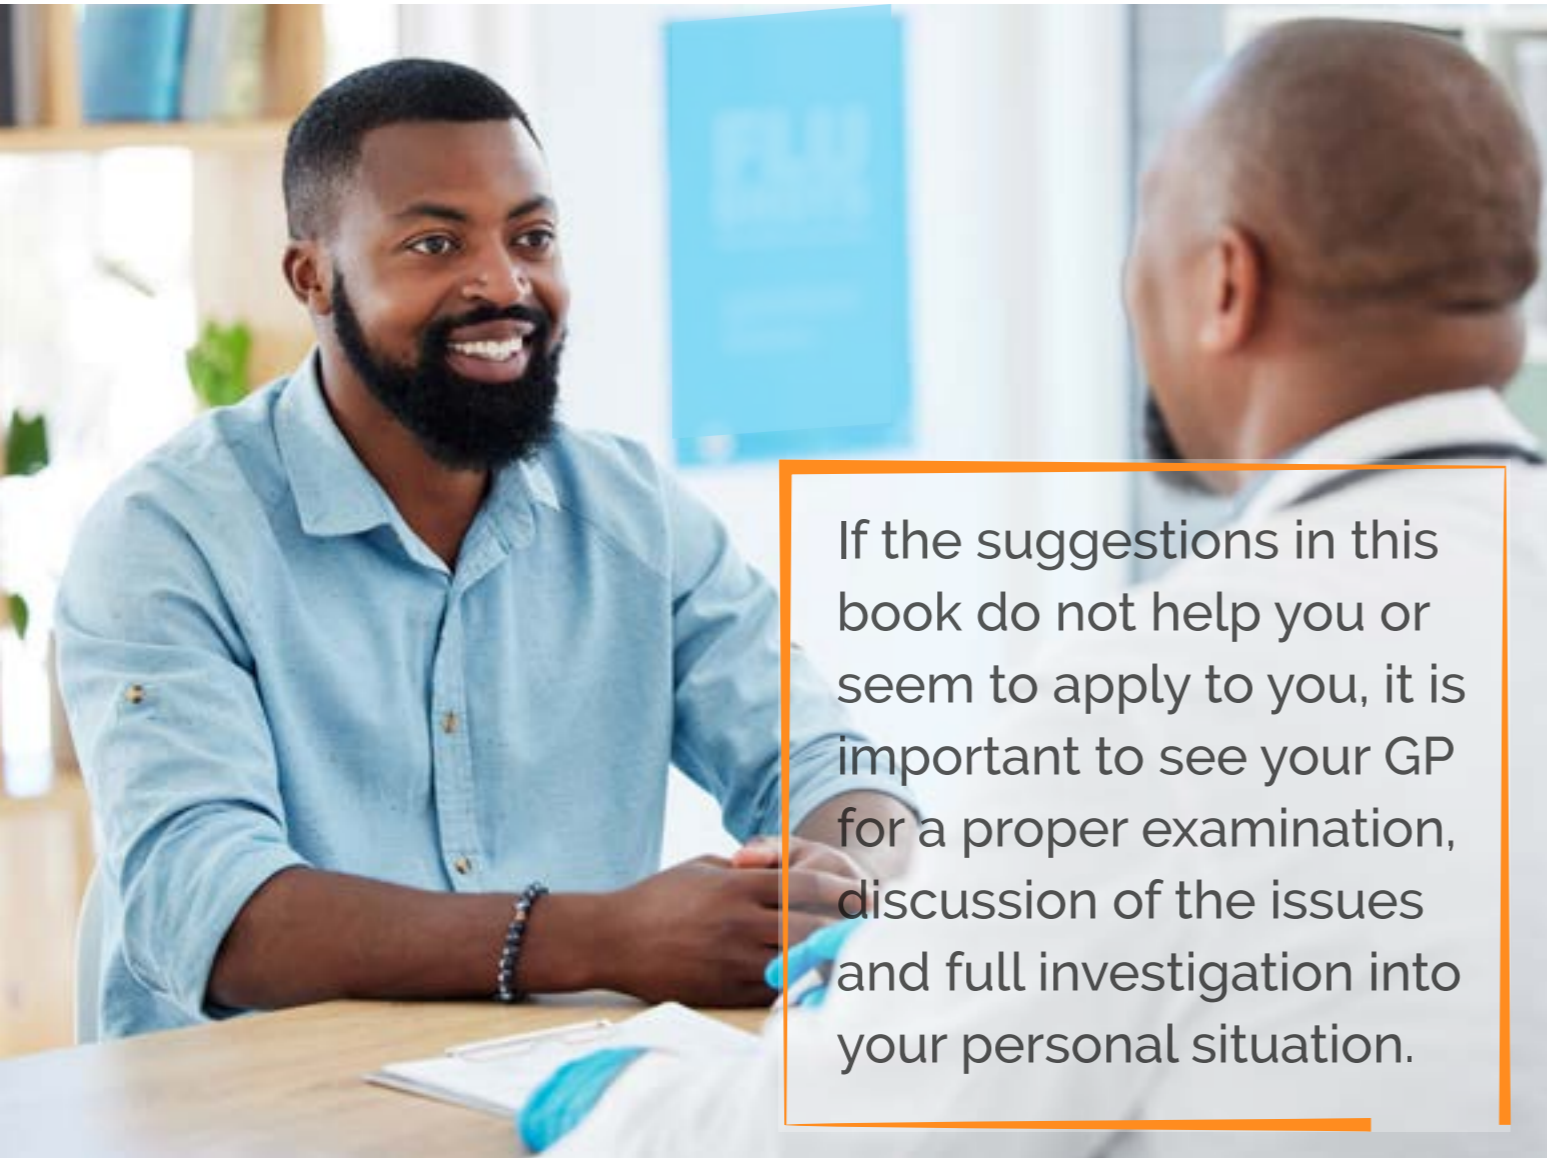 FLU
If the suggestions in this
book do not help you or
seem to apply to you, it is
important to see your GP
for a proper examination,
discussion of the issues
and full investigation into
your personal situation.